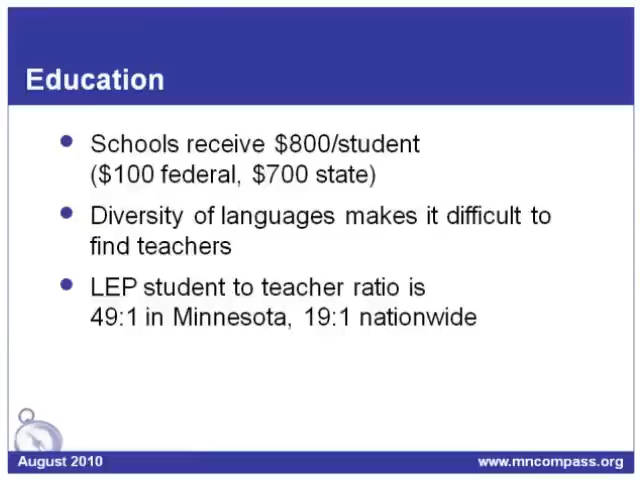 Education
Schools receive $800/student
($100 federal, $700 state)
Diversity of languages makes it difficult to
find teachers
LEP student to teacher ratio is
49:1 in Minnesota, 19:1 nationwide
August 2010
www.mncompass.org